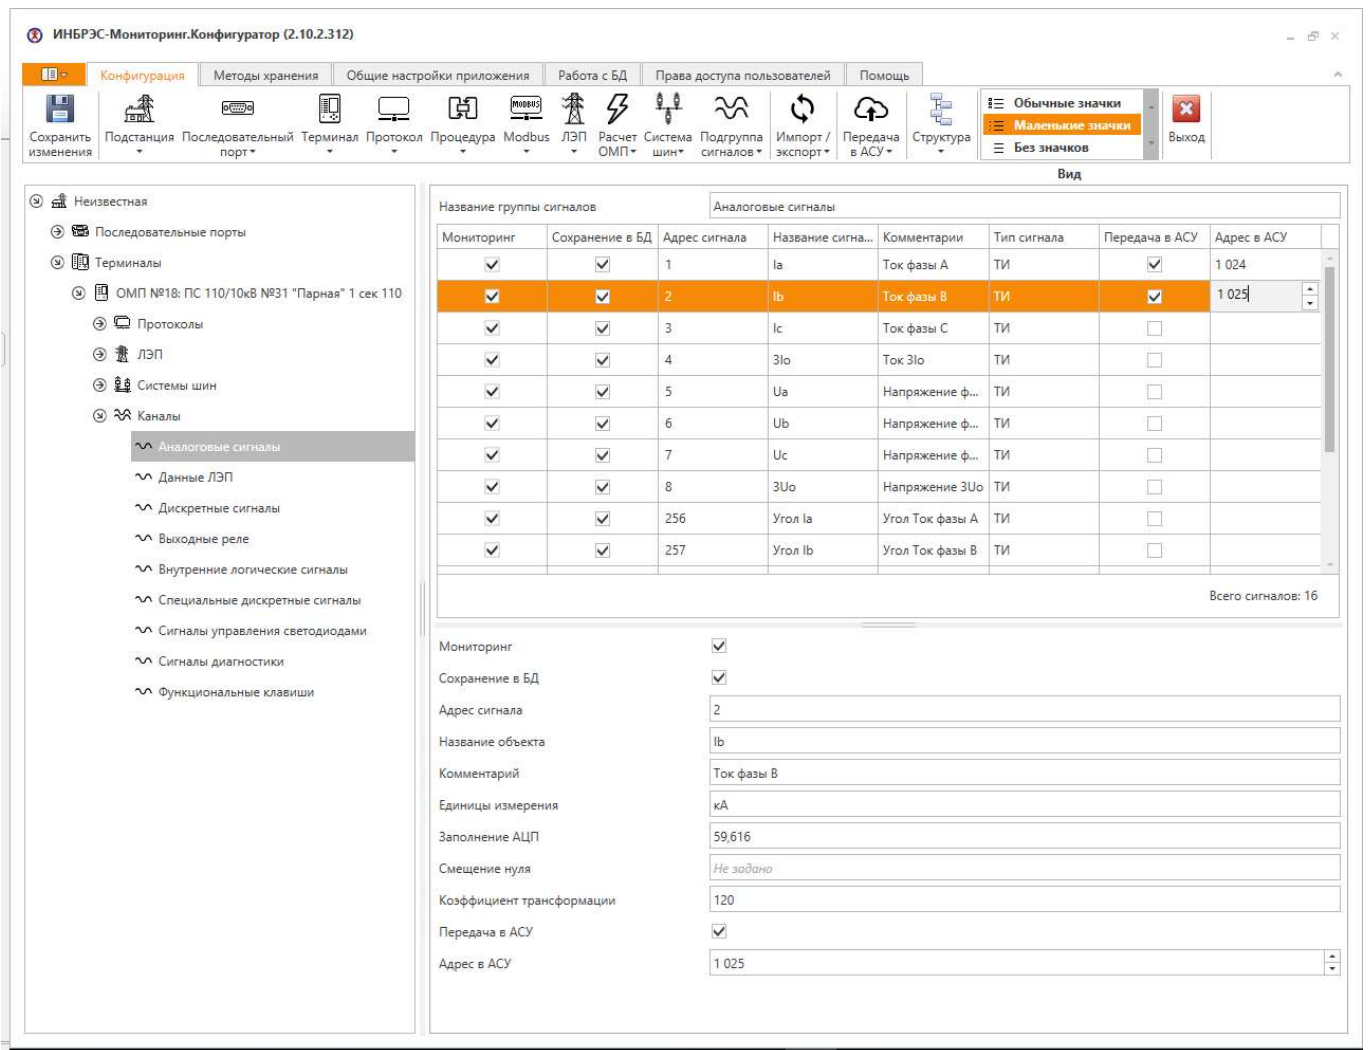 ИНБРЭС-Мониторинг.Конфигуратор (2.10.2.312)
Конфигурация Методы хранения Общие настройки приложения Работа с БД Права доступа пользователей Помощь
Сохранить изменения
Подстанция
Последовательный порт
Терминал
Протокол
Процедура
MODBUS
Modbus
ЛЭП
Расчет ОМП
Система шин
Подгруппа сигналов
Импорт / экспорт
Передача в АСУ
Структура
Обычные значки
Маленькие значки
Без значков
Выход
Вид
Неизвестная
Последовательные порты
Терминалы
ОМП №18: ПС 110/10кВ №31 "Парная" 1 сек 110
Протоколы
ЛЭП
Системы шин
Каналы
Аналоговые сигналы
Данные ЛЭП
Дискретные сигналы
Выходные реле
Внутренние логические сигналы
Специальные дискретные сигналы
Сигналы управления светодиодами
Сигналы диагностики
Функциональные клавиши
Название группы сигналов Аналоговые сигналы
Мониторинг Сохранение в БД Адрес сигнала Название сигна... Комментарии Тип сигнала Передача в АСУ Адрес в АСУ
1 Ia Ток фазы A ТИ 1 024
2 Ib Ток фазы B ТИ 1 025
3 Ic Ток фазы C ТИ
4 3Io Ток 3Io ТИ
5 Ua Напряжение ф... ТИ
6 Ub Напряжение ф... ТИ
7 Uc Напряжение ф... ТИ
8 3Uo Напряжение 3Uo ТИ
256 Угол Ia Угол Ток фазы A ТИ
257 Угол Ib Угол Ток фазы B ТИ
Всего сигналов: 16
Мониторинг
Сохранение в БД
Адрес сигнала 2
Название объекта Ib
Комментарий Ток фазы B
Единицы измерения кА
Заполнение АЦП 59,616
Смещение нуля Не задано
Коэффициент трансформации 120
Передача в АСУ
Адрес в АСУ 1 025